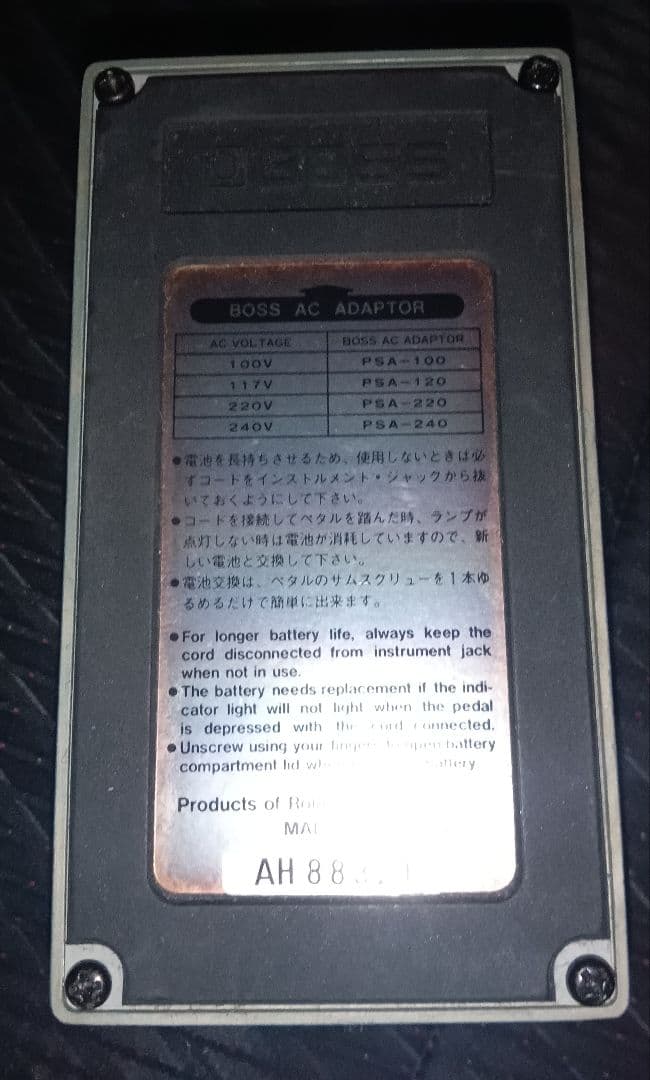 BOSS
BOSS AC ADAPTOR
AC VOLTAGE BOSS AC ADAPTOR
100V PSA-100
117V PSA-120
220V PSA-220
240V PSA-240
●電池を長持ちさせるため、使用しないときは必
ずコードをインストルメント・ジャックから抜
いておくようにして下さい。
●コードを接続してペダルを踏んだ時、ランプが
点灯しない時は電池が消耗していますので、新
しい電池と交換して下さい。
●電池交換は、ペダルのサムスクリューを1本ゆ
るめるだけで簡単に出来ます。
●For longer battery life, always keep the
cord disconnected from instrument jack
when not in use.
●The battery needs replacement if the indi-
cator light will not light when the pedal
is depressed with the cord connected.
●Unscrew using your fingers to open battery
compartment lid battery
Products of
AH 88